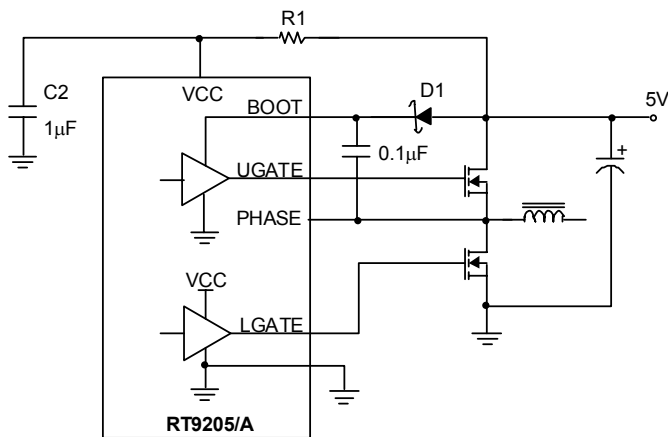 R1
C2
1µF
VCC
BOOT
D1
5V
+
0.1µF
UGATE
PHASE
VCC
LGATE
RT9205/A